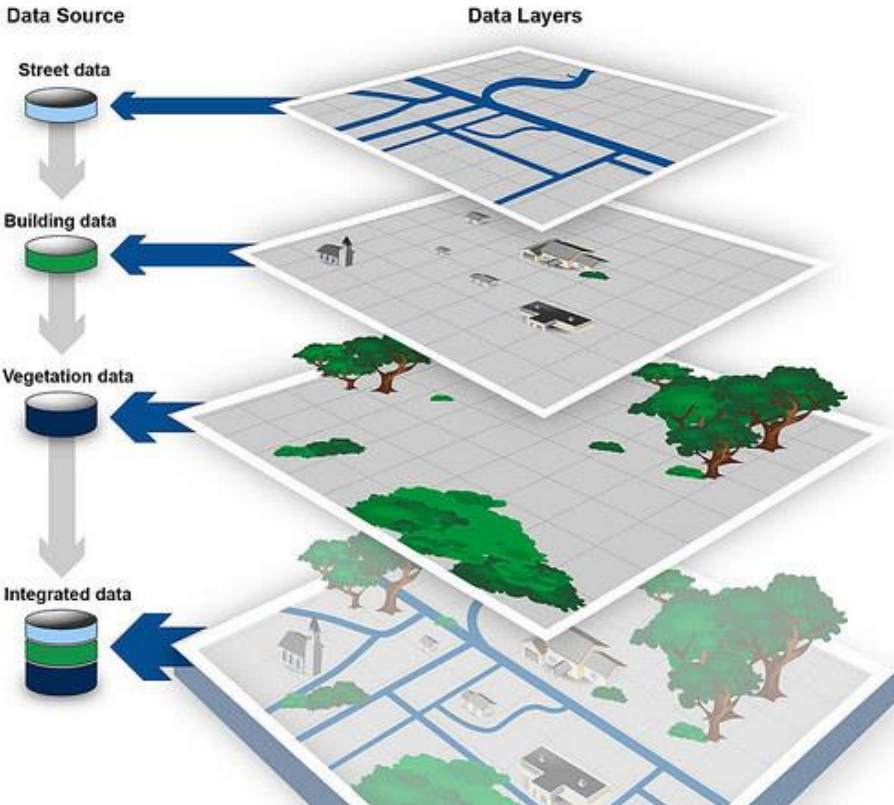 Data Source
Data Layers
Street data
Building data
Vegetation data
Integrated data